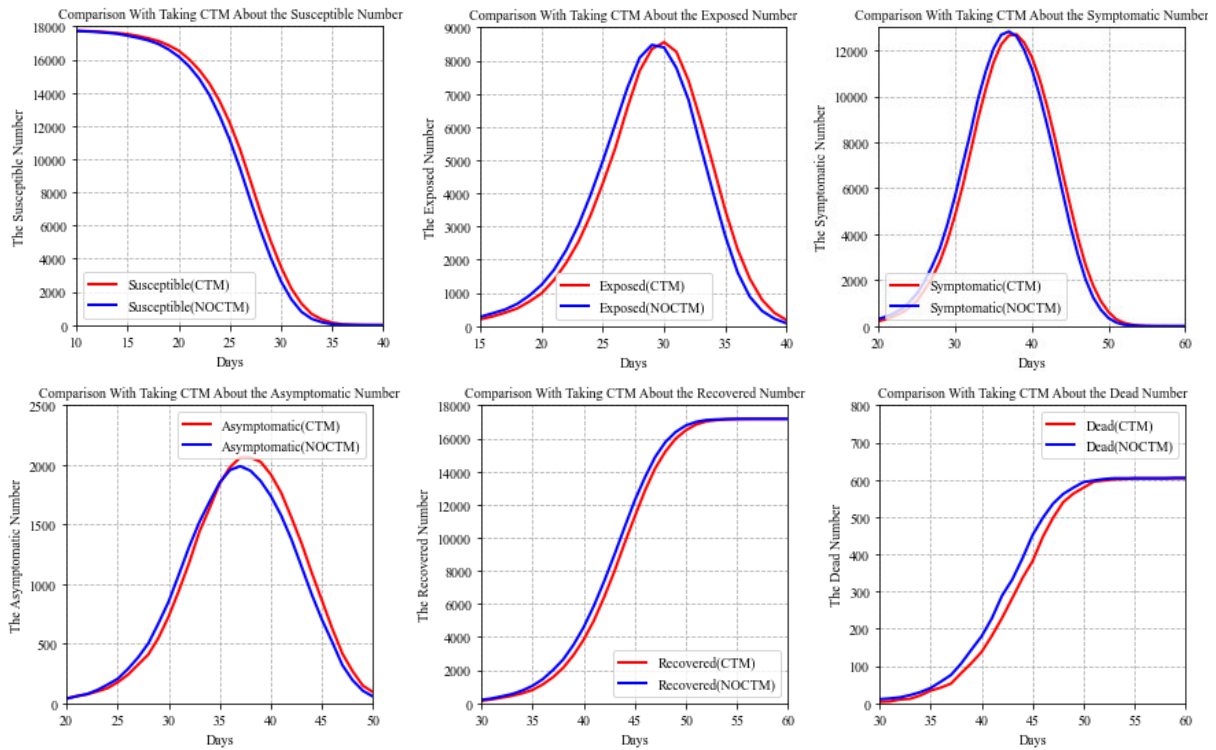 Comparison With Taking CTM About the Susceptible Number
18000
16000
14000
12000
10000
8000
6000
4000
2000
0
The Susceptible Number
Susceptible(CTM)
Susceptible(NOCTM)
10 15 20 25 30 35 40
Days
Comparison With Taking CTM About the Exposed Number
9000
8000
7000
6000
5000
4000
3000
2000
1000
0
The Exposed Number
Exposed(CTM)
Exposed(NOCTM)
15 20 25 30 35 40
Days
Comparison With Taking CTM About the Symptomatic Number
12000
10000
8000
6000
4000
2000
0
The Symptomatic Number
Symptomatic(CTM)
Symptomatic(NOCTM)
20 30 40 50 60
Days
Comparison With Taking CTM About the Asymptomatic Number
2500
2000
1500
1000
500
0
The Asymptomatic Number
Asymptomatic(CTM)
Asymptomatic(NOCTM)
20 25 30 35 40 45 50
Days
Comparison With Taking CTM About the Recovered Number
18000
16000
14000
12000
10000
8000
6000
4000
2000
0
The Recovered Number
Recovered(CTM)
Recovered(NOCTM)
30 35 40 45 50 55 60
Days
Comparison With Taking CTM About the Dead Number
800
700
600
500
400
300
200
100
0
The Dead Number
Dead(CTM)
Dead(NOCTM)
30 35 40 45 50 55 60
Days